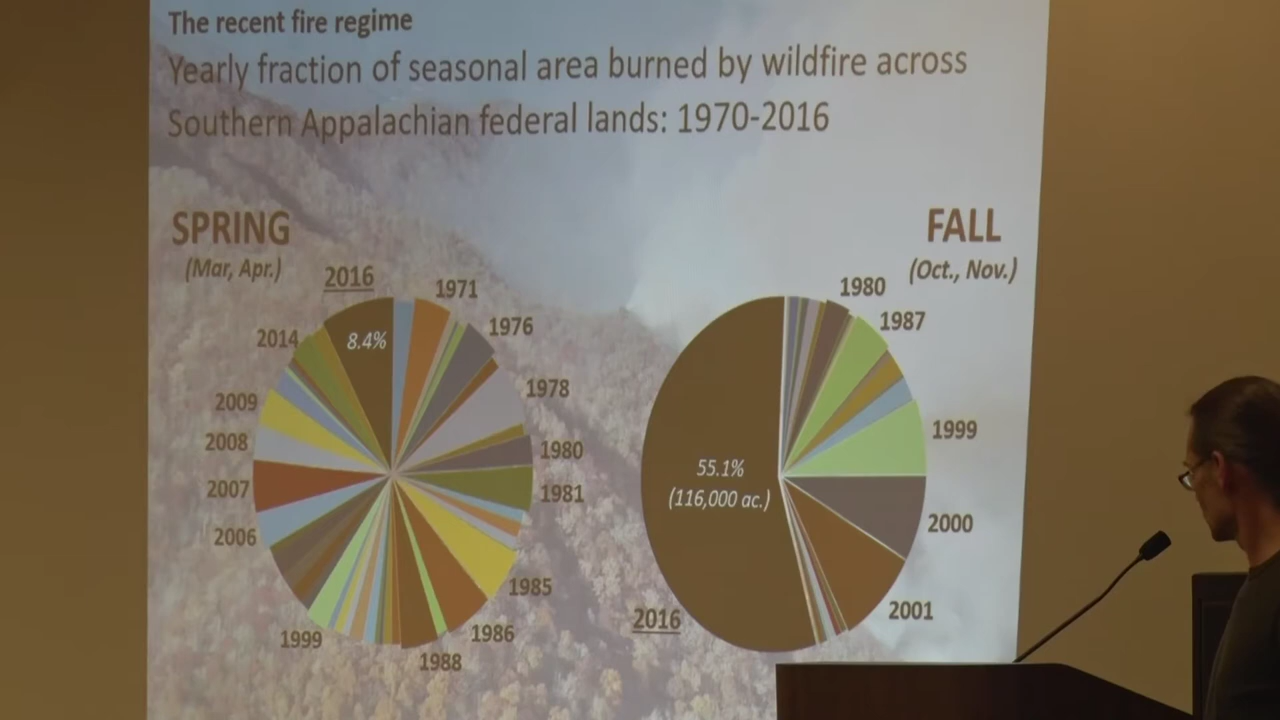 The recent fire regime
Yearly fraction of seasonal area burned by wildfire across
Southern Appalachian federal lands: 1970-2016
SPRING
(Mar, Apr.)
2016
1971
1976
1978
1980
1981
1985
1986
1988
1999
2006
2007
2008
2009
2014
8.4%
FALL
(Oct., Nov.)
1980
1987
1999
2000
2001
2016
55.1%
(116,000 ac.)